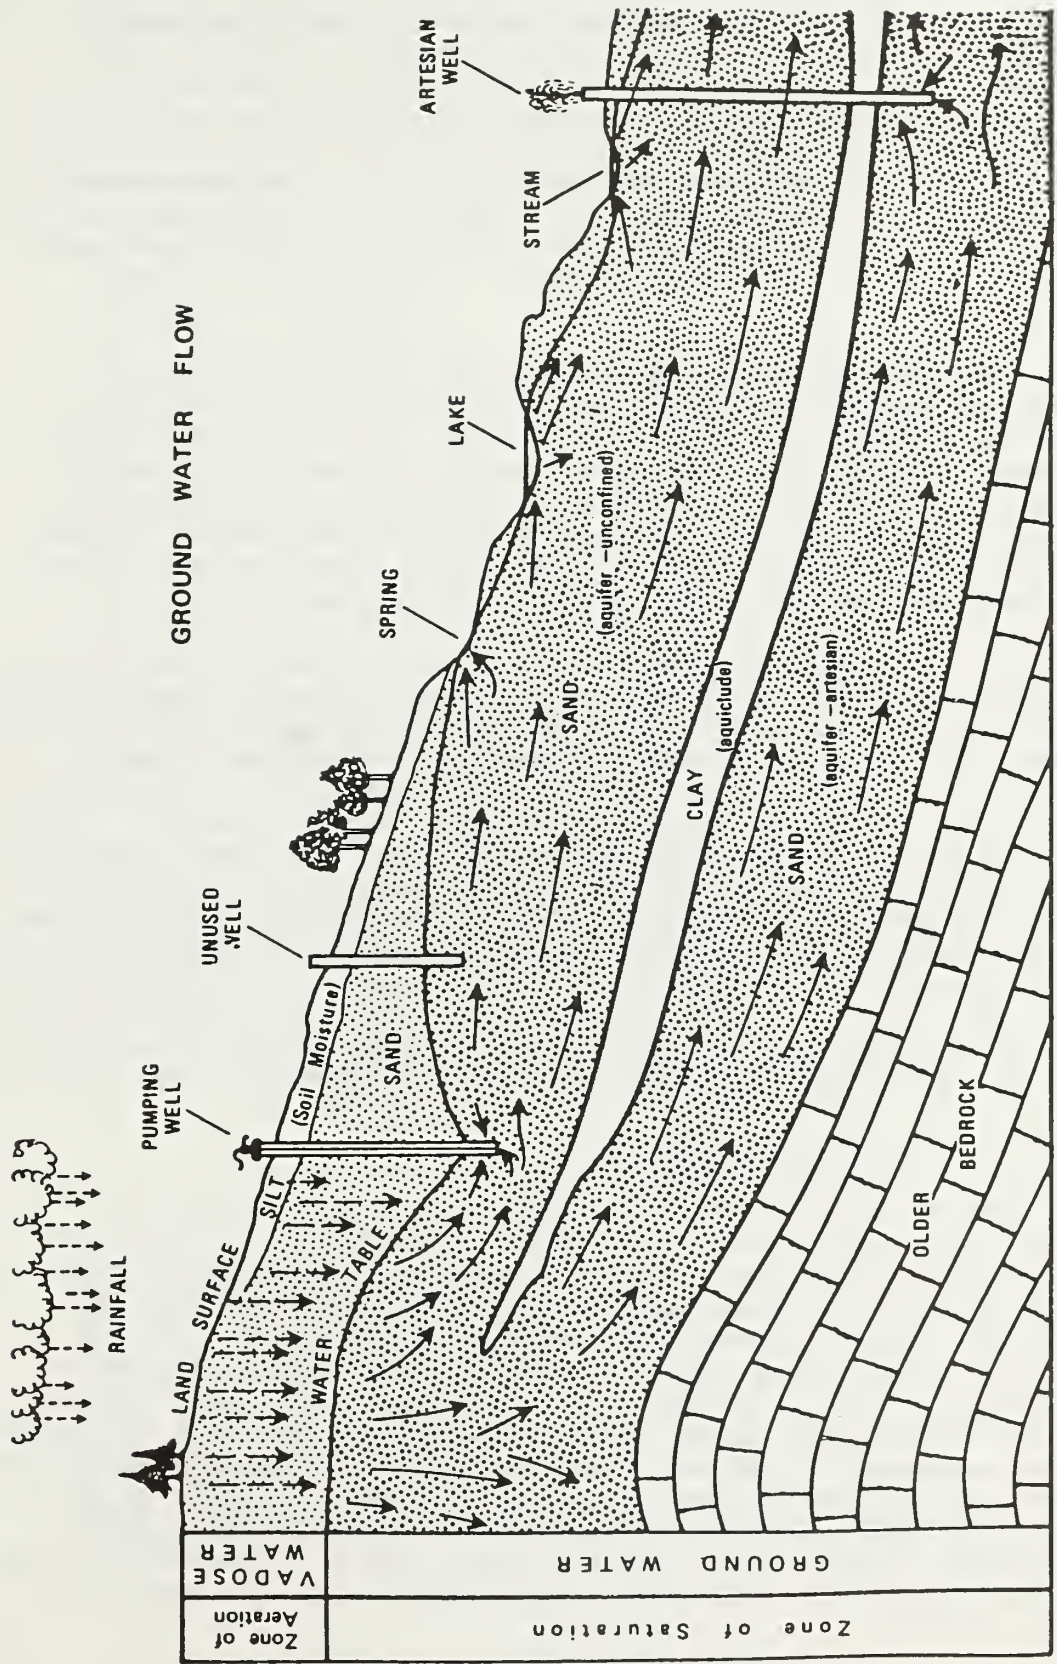 GROUND WATER FLOW
RAINFALL
LAND SURFACE
PUMPING
WELL
UNUSED
WELL
SPRING
LAKE
STREAM
ARTESIAN
WELL
SILT
(Soil Moisture)
WATER TABLE
SAND
SAND
(aquifer - unconfined)
CLAY
(aquiclude)
SAND
(aquifer - artesian)
OLDER BEDROCK
VADOSE
WATER
GROUND WATER
Zone of
Aeration
Zone of Saturation